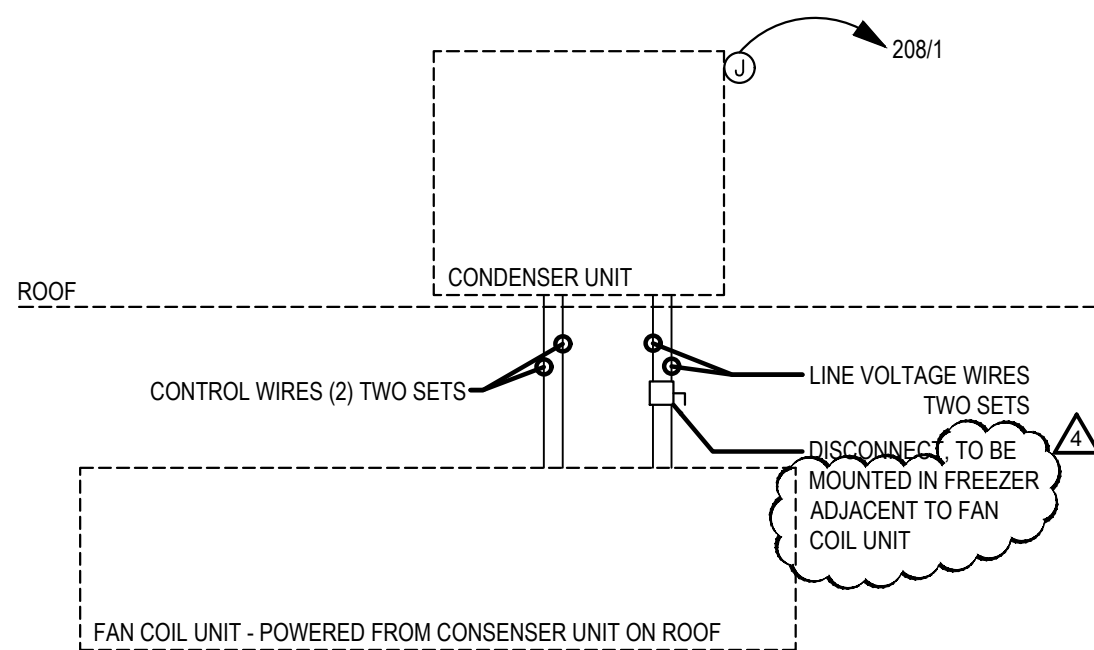 J
208/1
CONDENSER UNIT
ROOF
CONTROL WIRES (2) TWO SETS
LINE VOLTAGE WIRES
TWO SETS
DISCONNECT, TO BE
MOUNTED IN FREEZER
ADJACENT TO FAN
COIL UNIT
4
FAN COIL UNIT - POWERED FROM CONSENSER UNIT ON ROOF